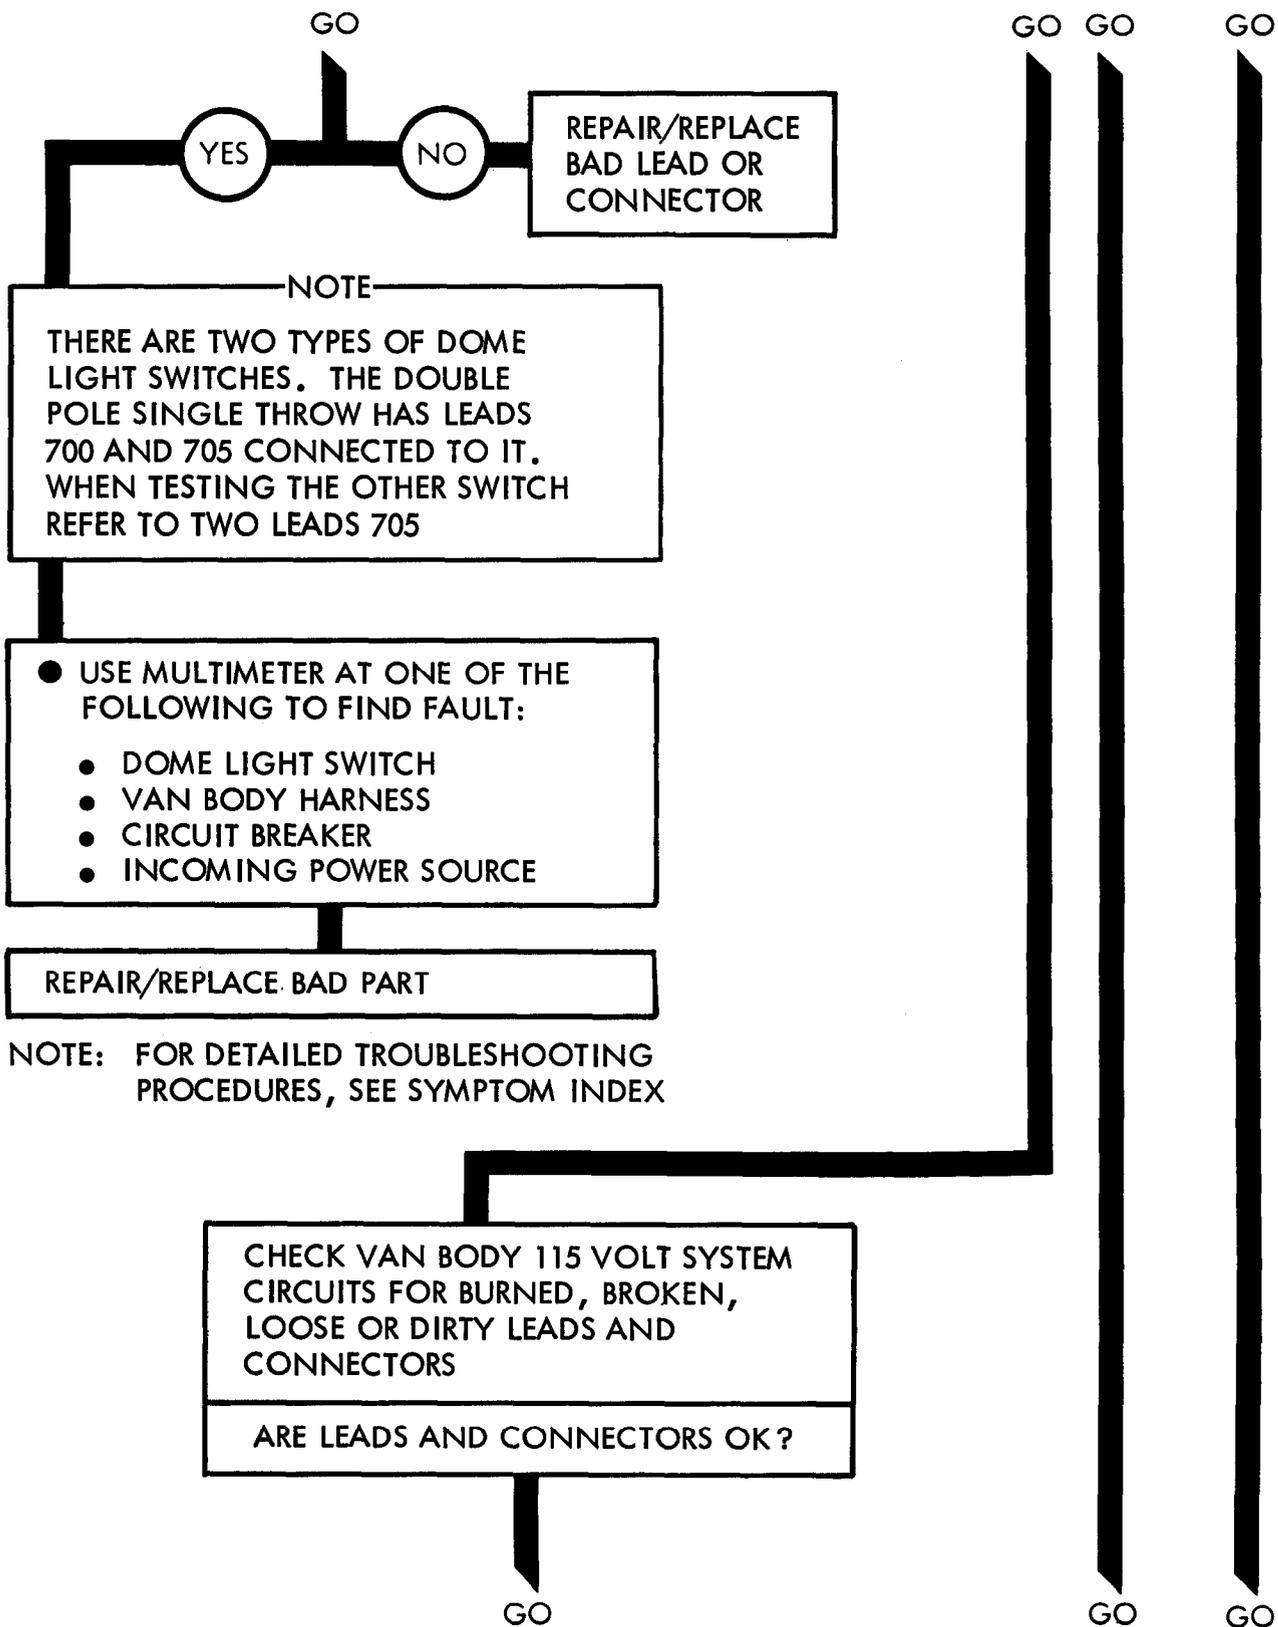 GO
GO GO GO
YES
NO
REPAIR/REPLACE
BAD LEAD OR
CONNECTOR
NOTE
THERE ARE TWO TYPES OF DOME
LIGHT SWITCHES. THE DOUBLE
POLE SINGLE THROW HAS LEADS
700 AND 705 CONNECTED TO IT.
WHEN TESTING THE OTHER SWITCH
REFER TO TWO LEADS 705
● USE MULTIMETER AT ONE OF THE
FOLLOWING TO FIND FAULT:
● DOME LIGHT SWITCH
● VAN BODY HARNESS
● CIRCUIT BREAKER
● INCOMING POWER SOURCE
REPAIR/REPLACE BAD PART
NOTE: FOR DETAILED TROUBLESHOOTING
PROCEDURES, SEE SYMPTOM INDEX
CHECK VAN BODY 115 VOLT SYSTEM
CIRCUITS FOR BURNED, BROKEN,
LOOSE OR DIRTY LEADS AND
CONNECTORS
ARE LEADS AND CONNECTORS OK?
GO
GO
GO